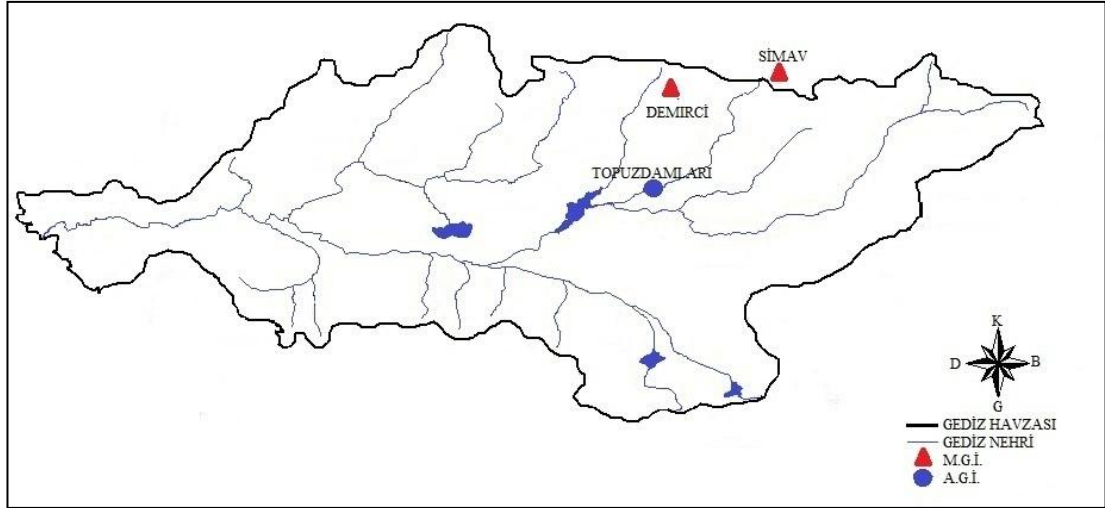 SİMAV
DEMİRCİ
TOPUZDAMLARI
K
D B
G
GEDİZ HAVZASI
GEDİZ NEHRİ
M.G.İ.
A.G.İ.